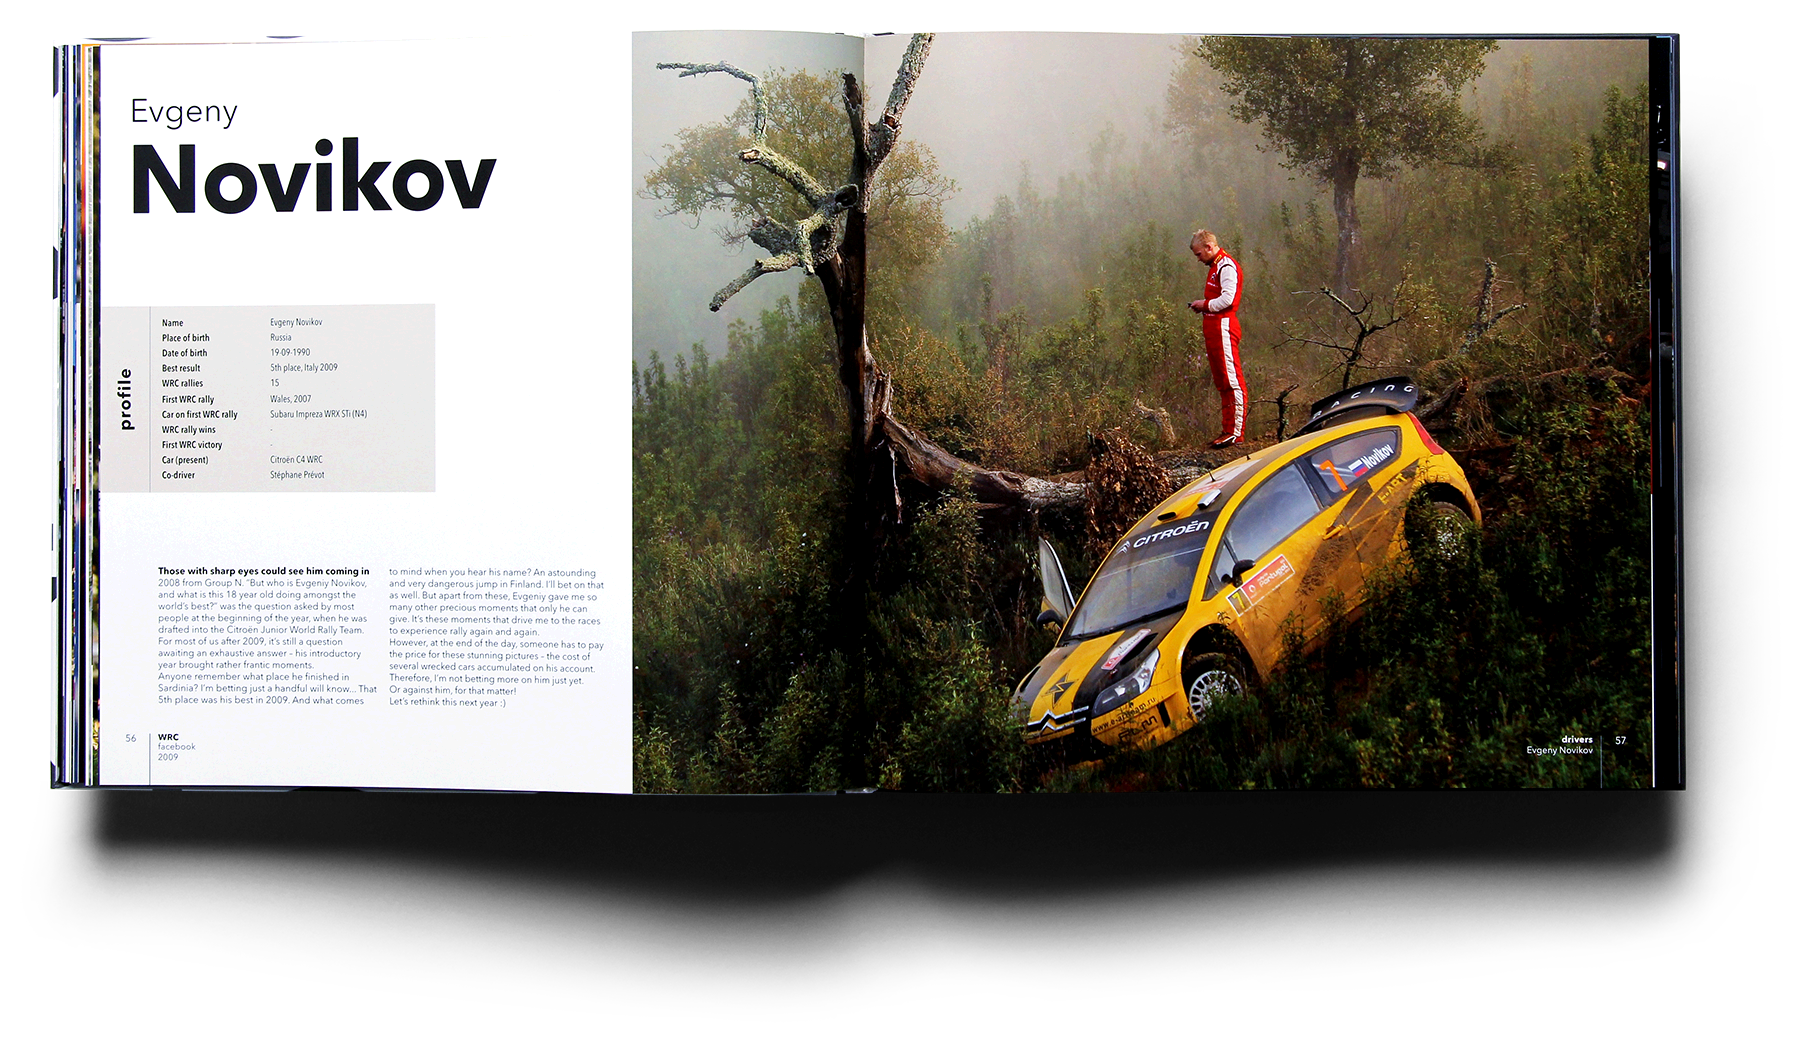 Evgeny
Novikov
profile
Name Evgeny Novikov
Place of birth Russia
Date of birth 19-09-1990
Best result 5th place, Italy 2009
WRC rallies 15
First WRC rally Wales, 2007
Car on first WRC rally Subaru Impreza WRX STi (N4)
WRC rally wins -
First WRC victory -
Car (present) Citroën C4 WRC
Co-driver Stéphane Prévot
Those with sharp eyes could see him coming in
2008 from Group N. "But who is Evgeniy Novikov,
and what is this 18 year old doing amongst the
world's best?" was the question asked by most
people at the beginning of the year, when he was
drafted into the Citroën Junior World Rally Team.
For most of us after 2009, it's still a question
awaiting an exhaustive answer - his introductory
year brought rather frantic moments.
Anyone remember what place he finished in
Sardinia? I'm betting just a handful will know... That
5th place was his best in 2009. And what comes
to mind when you hear his name? An astounding
and very dangerous jump in Finland. I'll bet on that
as well. But apart from these, Evgeniy gave me so
many other precious moments that only he can
give. It's these moments that drive me to the races
to experience rally again and again.
However, at the end of the day, someone has to pay
the price for these stunning pictures - the cost of
several wrecked cars accumulated on his account.
Therefore, I'm not betting more on him just yet.
Or against him, for that matter!
Let's rethink this next year :)
56
WRC
facebook
2009
RACING
7 Novikov
CITROËN
7
Portugal
drivers
Evgeny Novikov
57